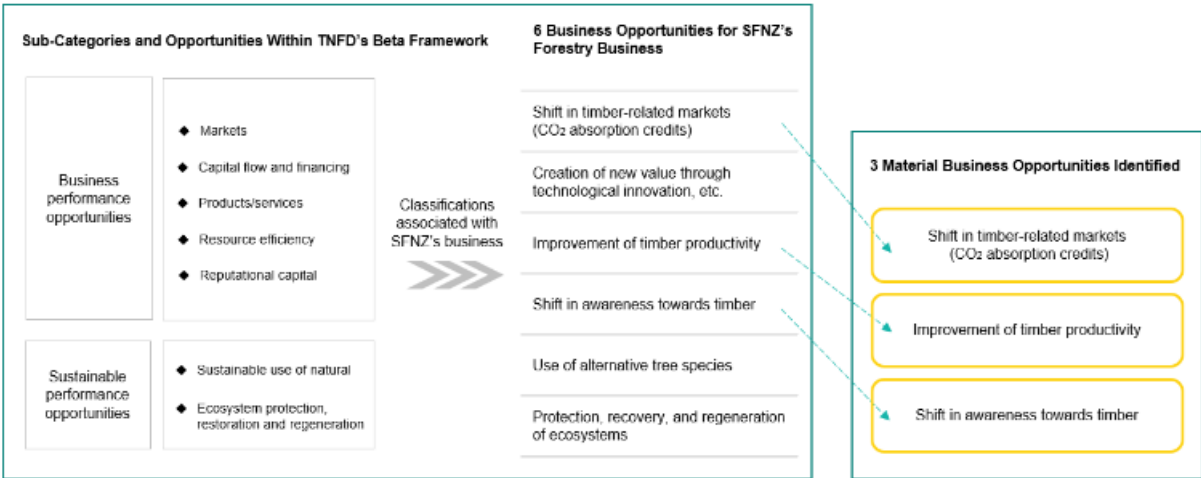 Sub-Categories and Opportunities Within TNFD's Beta Framework
Business
performance
opportunities
◆ Markets
◆ Capital flow and financing
◆ Products/services
◆ Resource efficiency
◆ Reputational capital
Sustainable
performance
opportunities
◆ Sustainable use of natural
◆ Ecosystem protection,
restoration and regeneration
Classifications
associated with
SFNZ's business
6 Business Opportunities for SFNZ's
Forestry Business
Shift in timber-related markets
(CO₂ absorption credits)
Creation of new value through
technological innovation, etc.
Improvement of timber productivity
Shift in awareness towards timber
Use of alternative tree species
Protection, recovery, and regeneration
of ecosystems
3 Material Business Opportunities Identified
Shift in timber-related markets
(CO₂ absorption credits)
Improvement of timber productivity
Shift in awareness towards timber